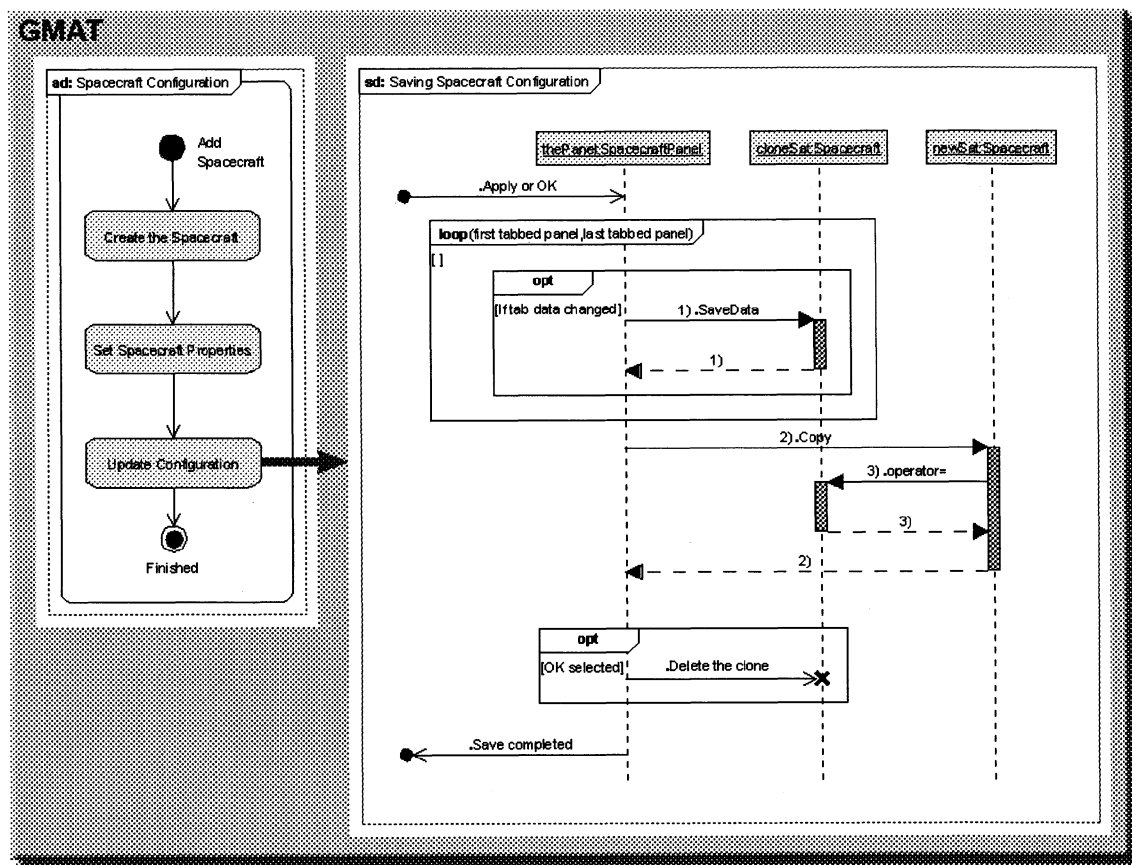 GMAT
ad: Spacecraft Configuration
Add
Spacecraft
Create the Spacecraft
Set Spacecraft Properties
Update Configuration
Finished
sd: Saving Spacecraft Configuration
thePanel:SpacecraftPanel
cloneSat:Spacecraft
newSat:Spacecraft
.Apply or OK
loop(first tabbed panel,last tabbed panel)
[ ]
opt
[If tab data changed]
1) .SaveData
1)
2).Copy
3) .operator=
3)
2)
opt
[OK selected]
.Delete the clone
.Save completed